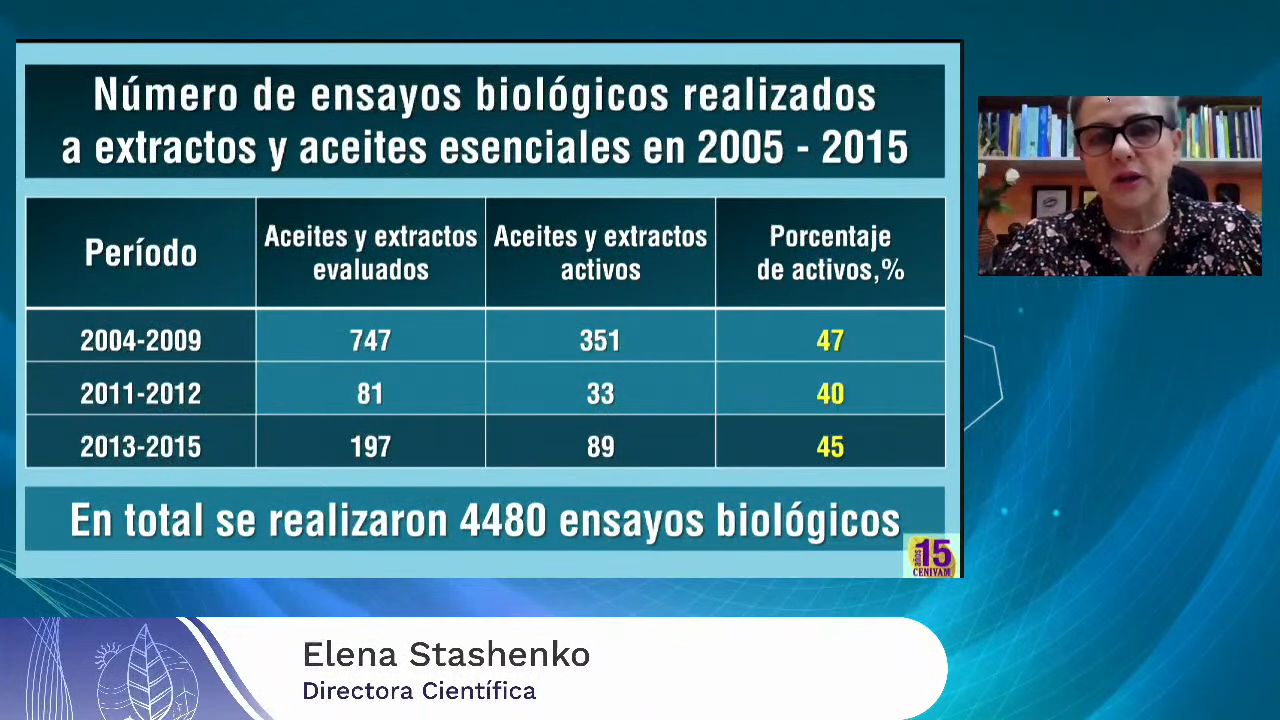 Número de ensayos biológicos realizados
a extractos y aceites esenciales en 2005 - 2015
Período
Aceites y extractos
evaluados
Aceites y extractos
activos
Porcentaje
de activos,%
2004-2009
747
351
47
2011-2012
81
33
40
2013-2015
197
89
45
En total se realizaron 4480 ensayos biológicos
años
15
CENIVAM
Elena Stashenko
Directora Científica